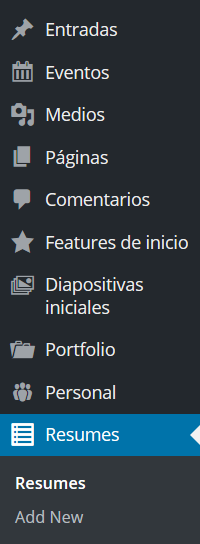 Entradas
Eventos
Medios
Páginas
Comentarios
Features de inicio
Diapositivas
iniciales
Portfolio
Personal
Resumes
Resumes
Add New